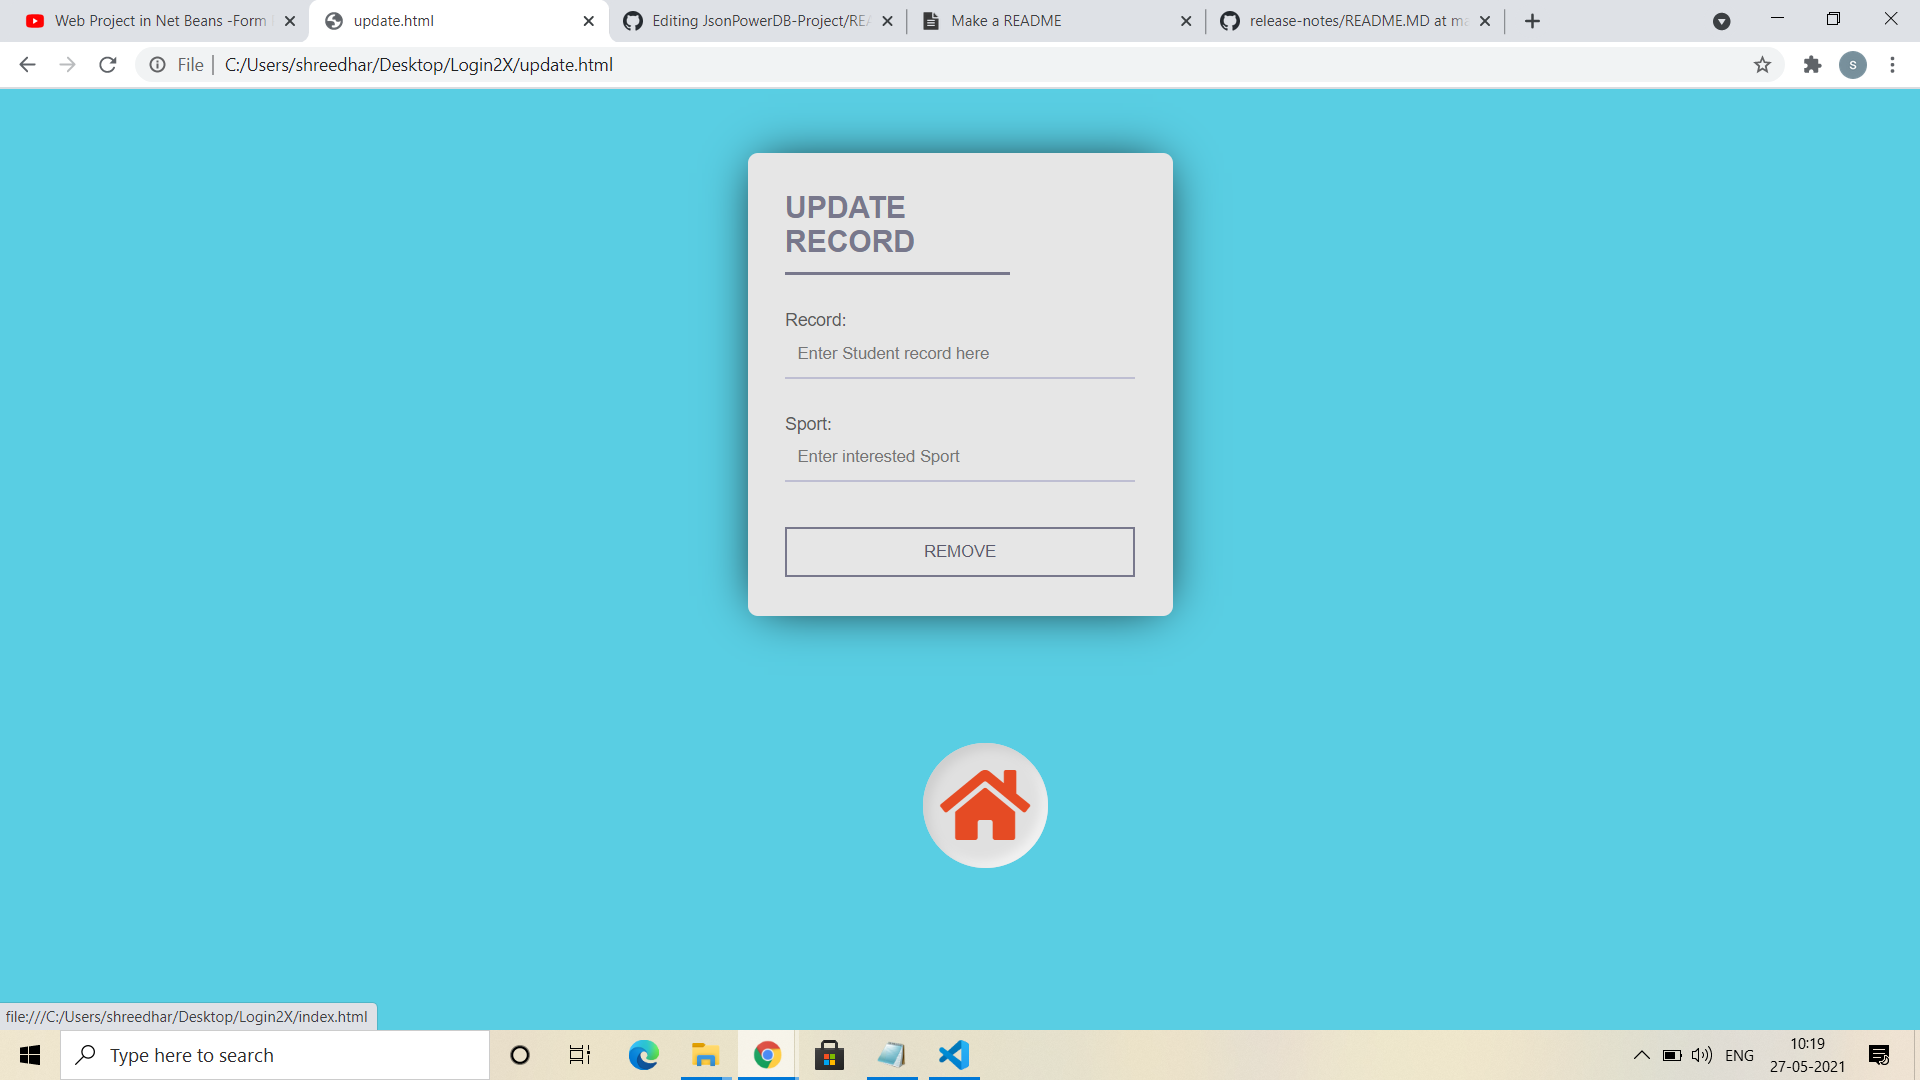 Web Project in Net Beans -Form
update.html
Editing JsonPowerDB-Project/REA
Make a README
release-notes/README.MD at ma
File
C:/Users/shreedhar/Desktop/Login2X/update.html
s
UPDATE
RECORD
Record:
Enter Student record here
Sport:
Enter interested Sport
REMOVE
file:///C:/Users/shreedhar/Desktop/Login2X/index.html
Type here to search
ENG
10:19
27-05-2021